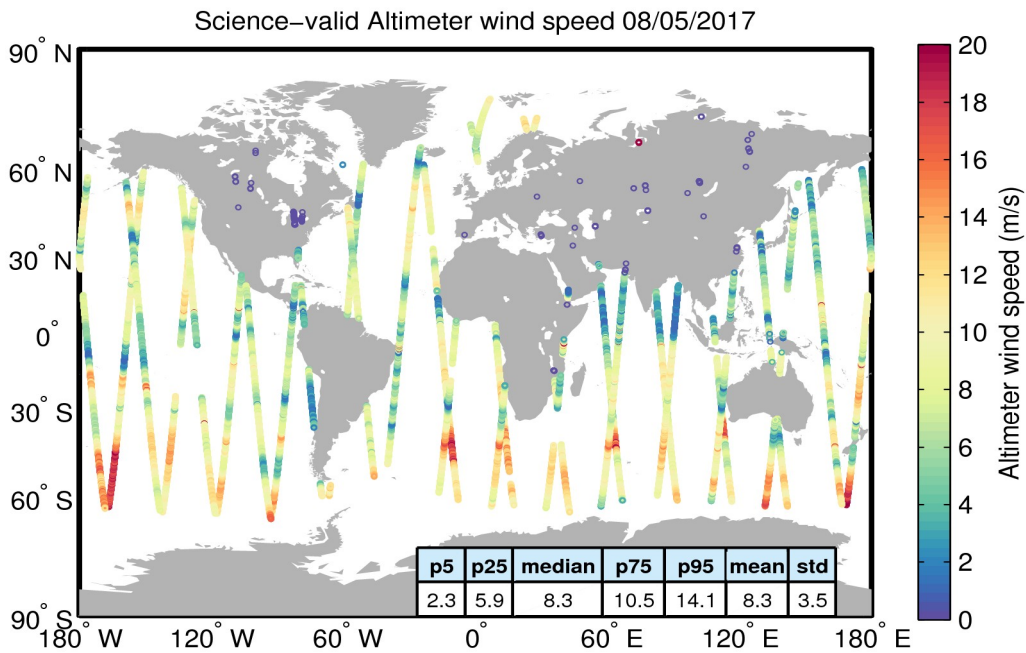 Science−valid Altimeter wind speed 08/05/2017
90° N
60° N
30° N
0°
30° S
60° S
90° S
180° W
120° W
60° W
0°
60° E
120° E
180° E
p5 p25 median p75 p95 mean std
2.3 5.9 8.3 10.5 14.1 8.3 3.5
20
18
16
14
12
10
8
6
4
2
0
Altimeter wind speed (m/s)